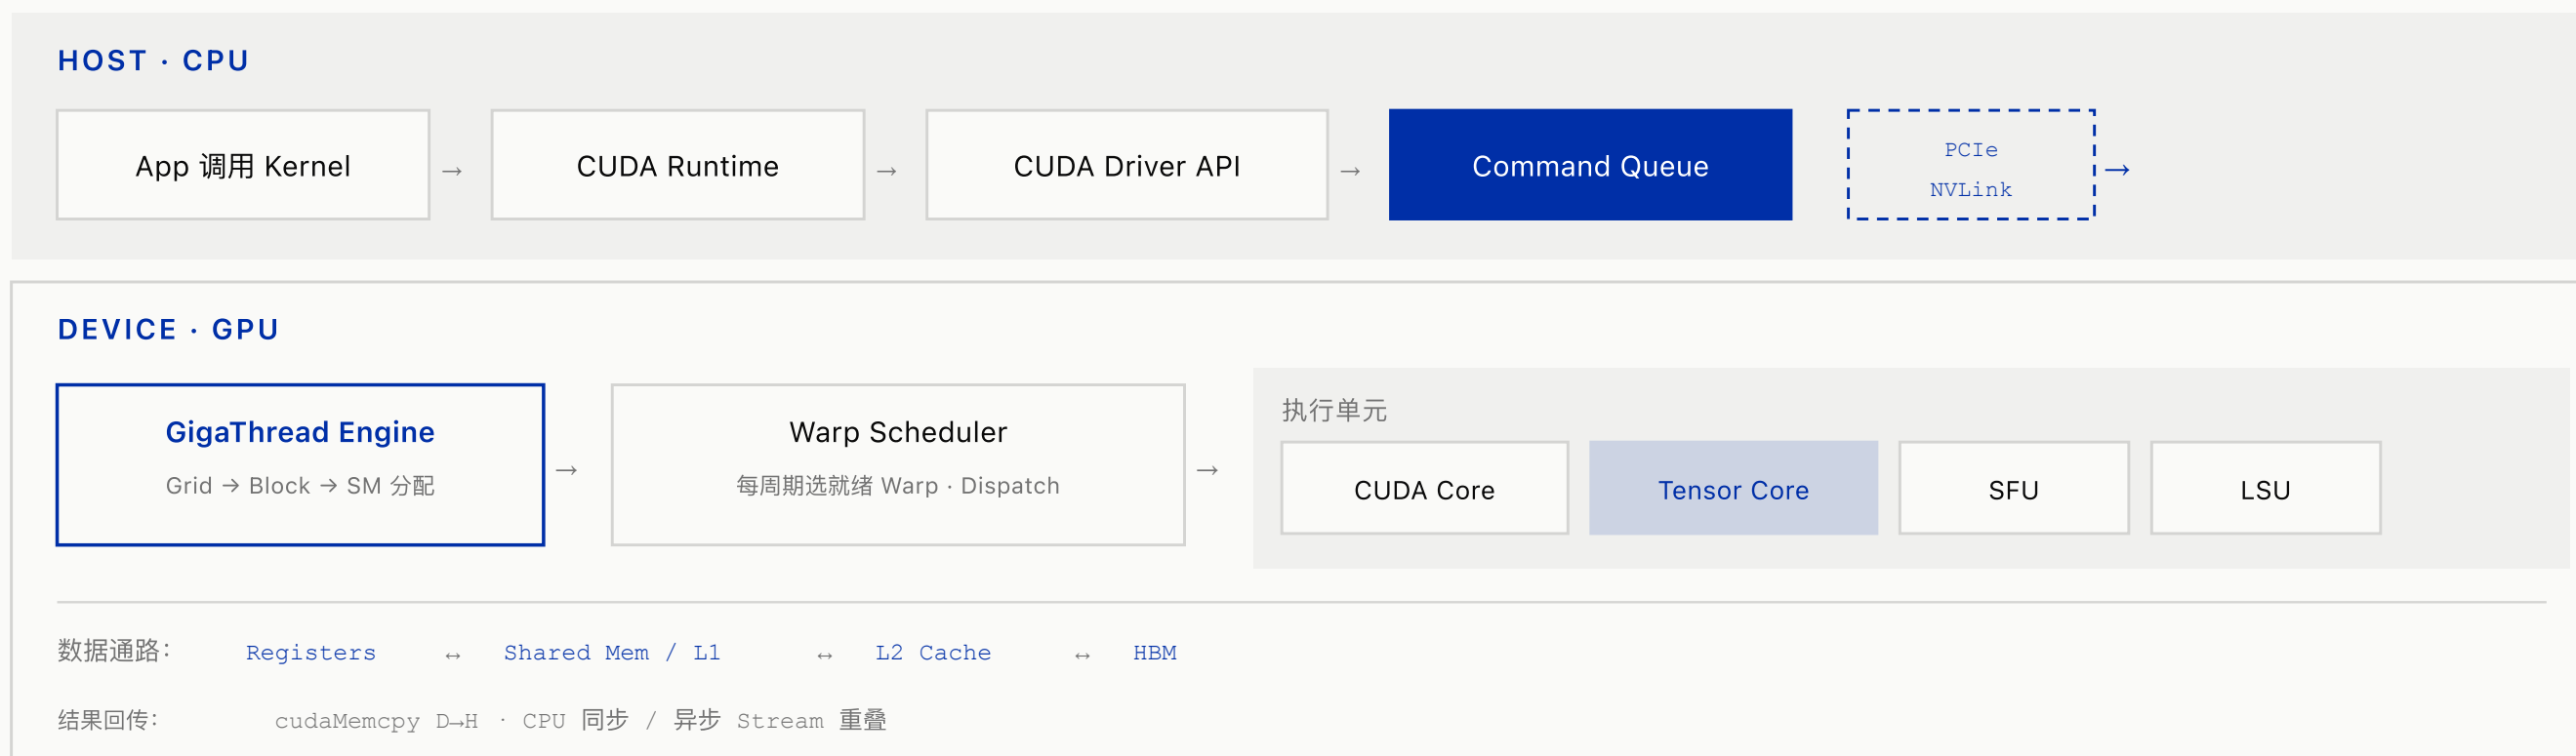 HOST · CPU
App 调用 Kernel → CUDA Runtime → CUDA Driver API → Command Queue
PCIe
NVLink
→
DEVICE · GPU
GigaThread Engine
Grid → Block → SM 分配
→
Warp Scheduler
每周期选就绪 Warp · Dispatch
→
执行单元
CUDA Core
Tensor Core
SFU
LSU
数据通路: Registers ↔ Shared Mem / L1 ↔ L2 Cache ↔ HBM
结果回传: cudaMemcpy D→H · CPU 同步 / 异步 Stream 重叠